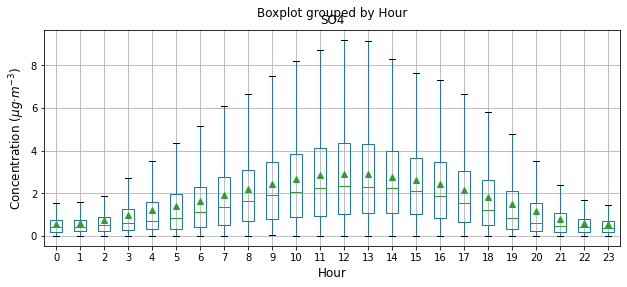 Boxplot grouped by Hour
SO4
Concentration (μg·m⁻³)
8
6
4
2
0
0 1 2 3 4 5 6 7 8 9 10 11 12 13 14 15 16 17 18 19 20 21 22 23
Hour